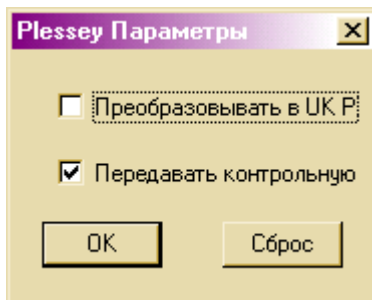 Plessey Параметры
Преобразовывать в UK P
Передавать контрольную
OK
Сброс